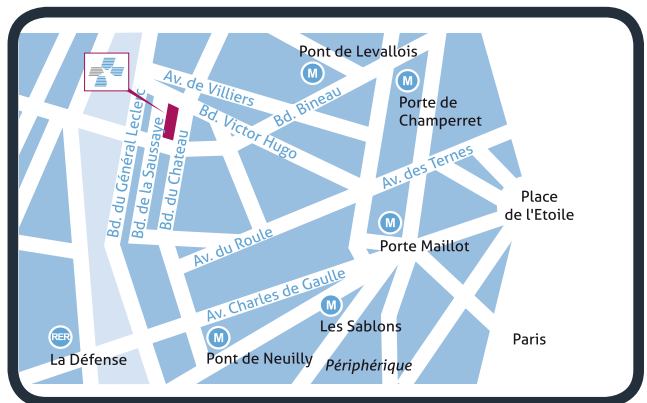 Pont de Levallois
M
M
Av. de Villiers
Bd. Bineau
Porte de
Champerret
Bd. Victor Hugo
Bd. du Général Leclerc
Bd. de la Saussaye
Bd. du Chateau
Av. des Ternes
Place
de l'Etoile
M
Porte Maillot
Av. du Roule
Av. Charles de Gaulle
M
Les Sablons
RER
La Défense
M
Pont de Neuilly
Périphérique
Paris